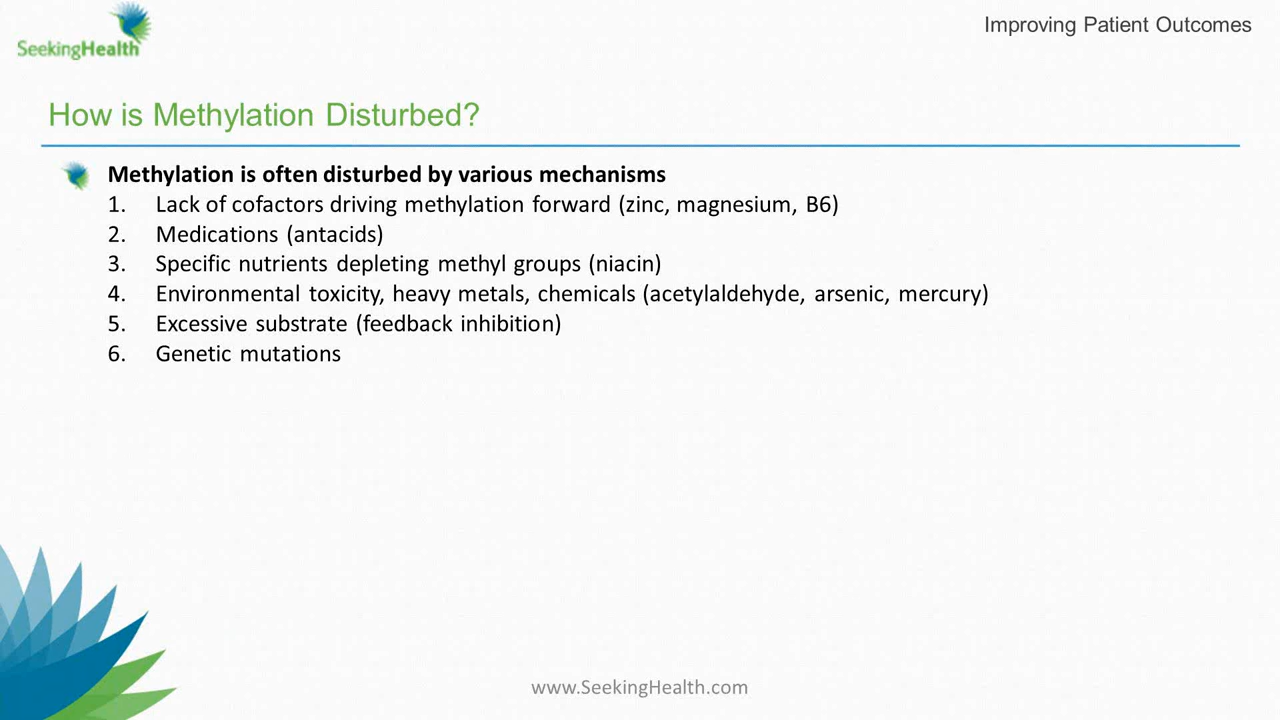 SeekingHealth
Improving Patient Outcomes
How is Methylation Disturbed?
Methylation is often disturbed by various mechanisms
1. Lack of cofactors driving methylation forward (zinc, magnesium, B6)
2. Medications (antacids)
3. Specific nutrients depleting methyl groups (niacin)
4. Environmental toxicity, heavy metals, chemicals (acetylaldehyde, arsenic, mercury)
5. Excessive substrate (feedback inhibition)
6. Genetic mutations
www.SeekingHealth.com